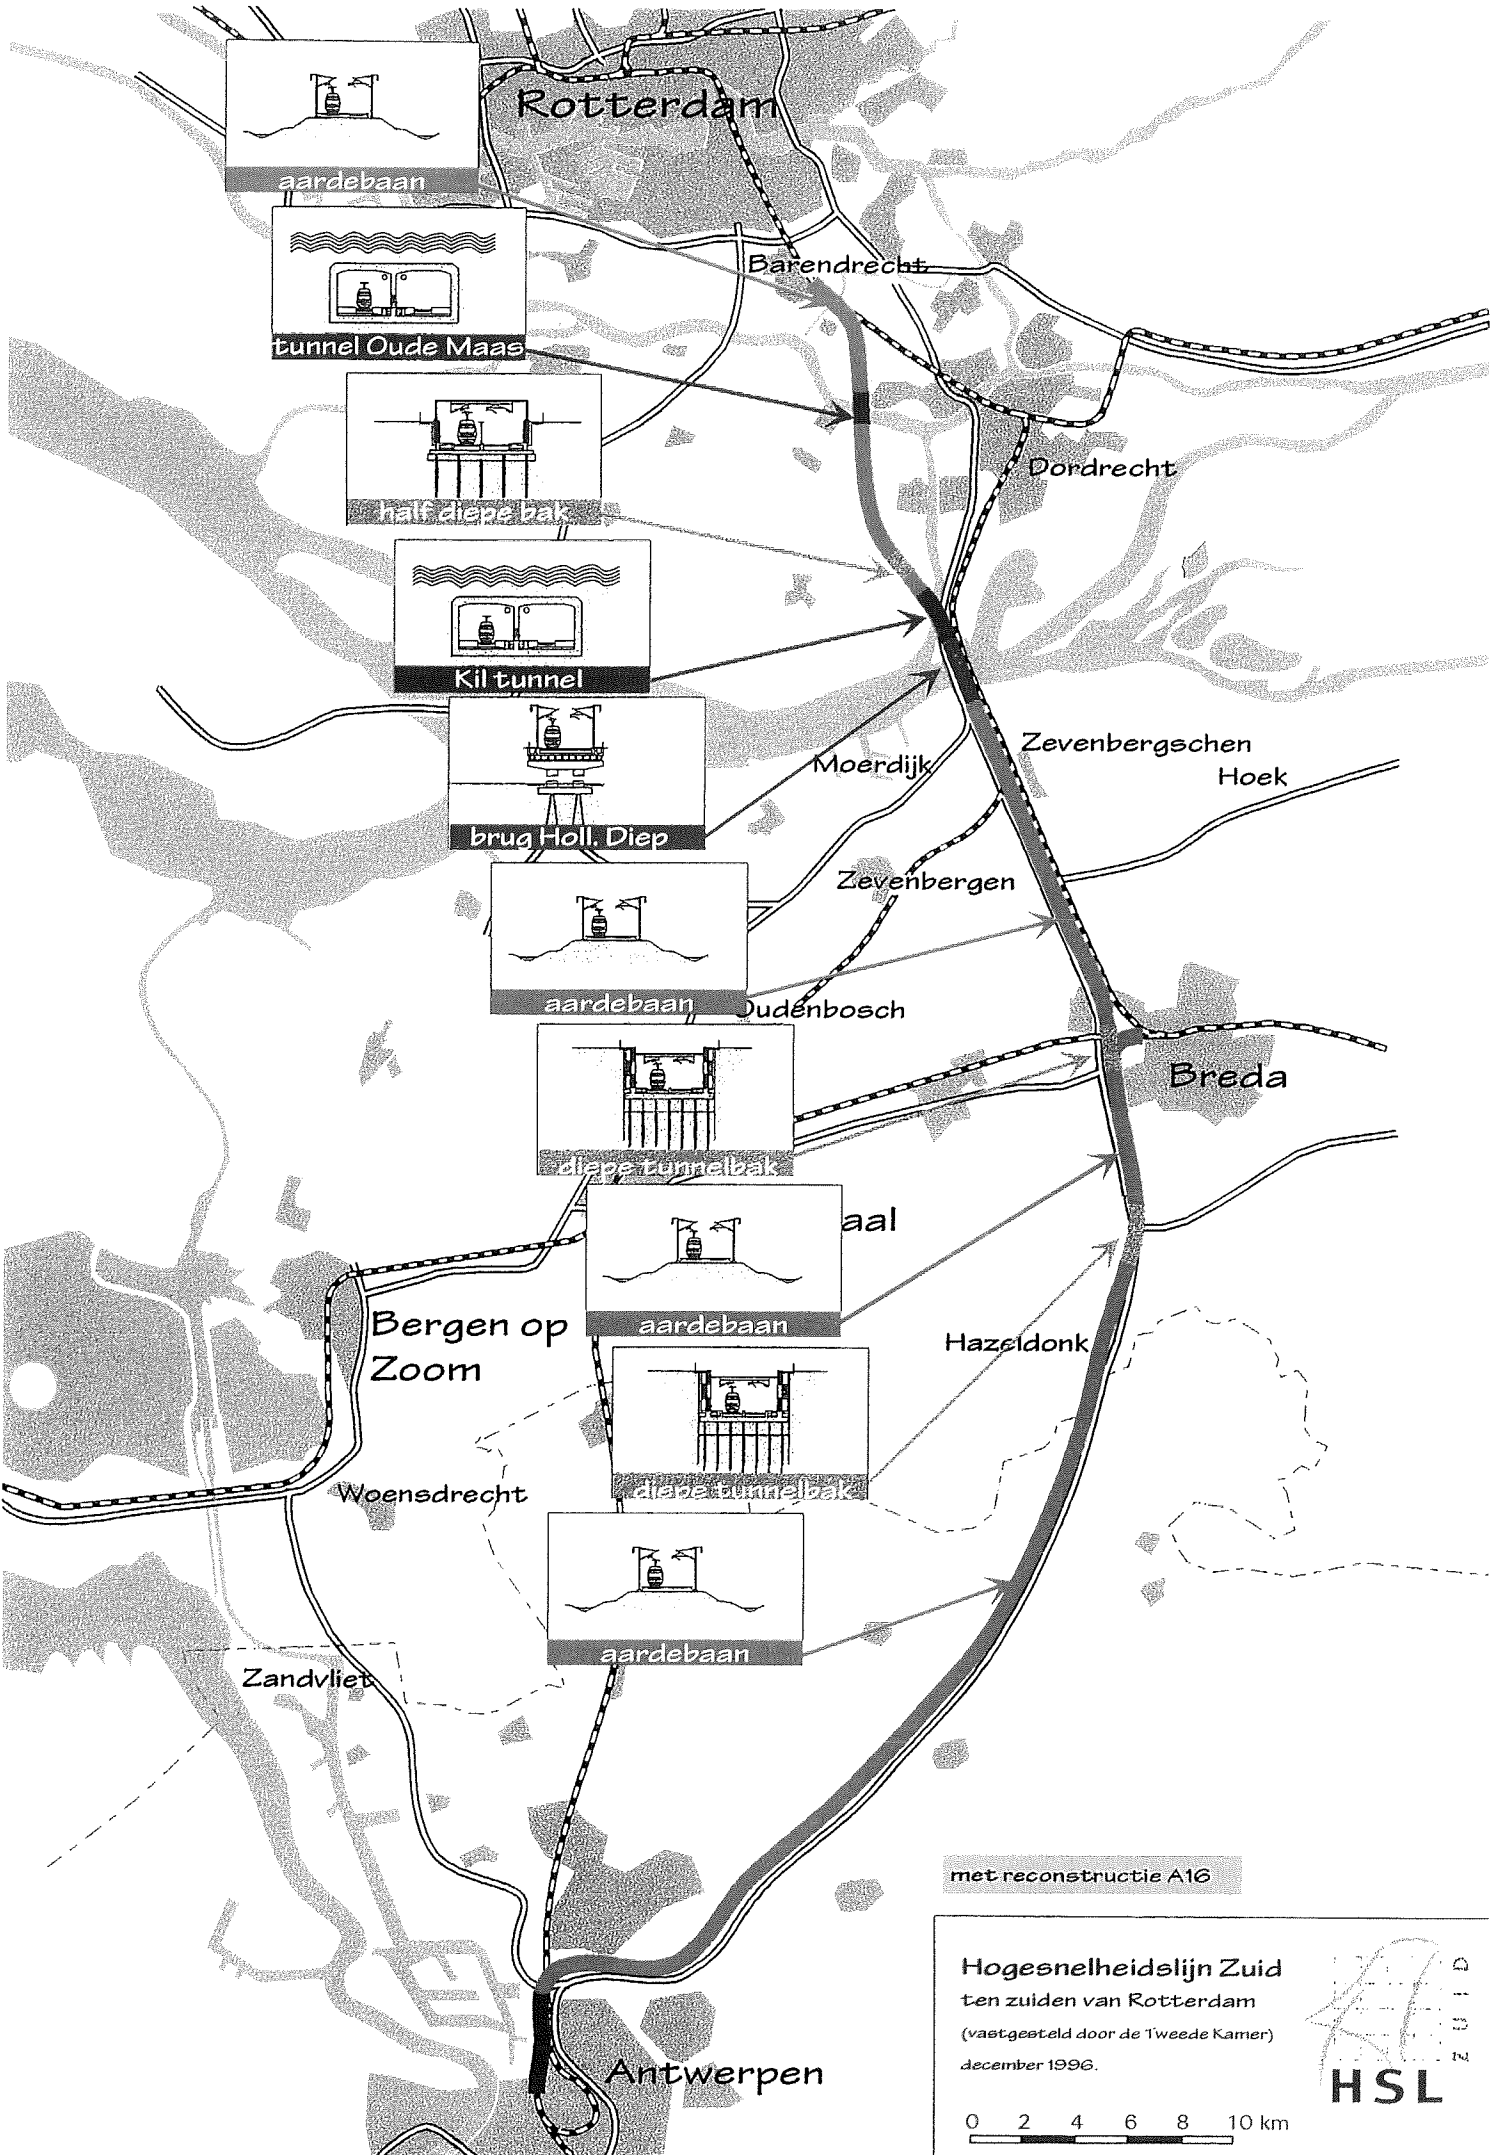 Rotterdam
aardebaan
Barendrecht
tunnel Oude Maas
Dordrecht
half diepe bak
Kil tunnel
Zevenbergschen
Hoek
Moerdijk
brug Holl. Diep
Zevenbergen
aardebaan
Oudenbosch
Breda
diepe tunnelbak
aal
aardebaan
Bergen op
Zoom
Hazeldonk
diepe tunnelbak
Woensdrecht
aardebaan
Zandvliet
met reconstructie A16
Hogesnelheidslijn Zuid
ten zuiden van Rotterdam
(vastgesteld door de Tweede Kamer)
december 1996.
ZUID
HSL
Antwerpen
0 2 4 6 8 10 km